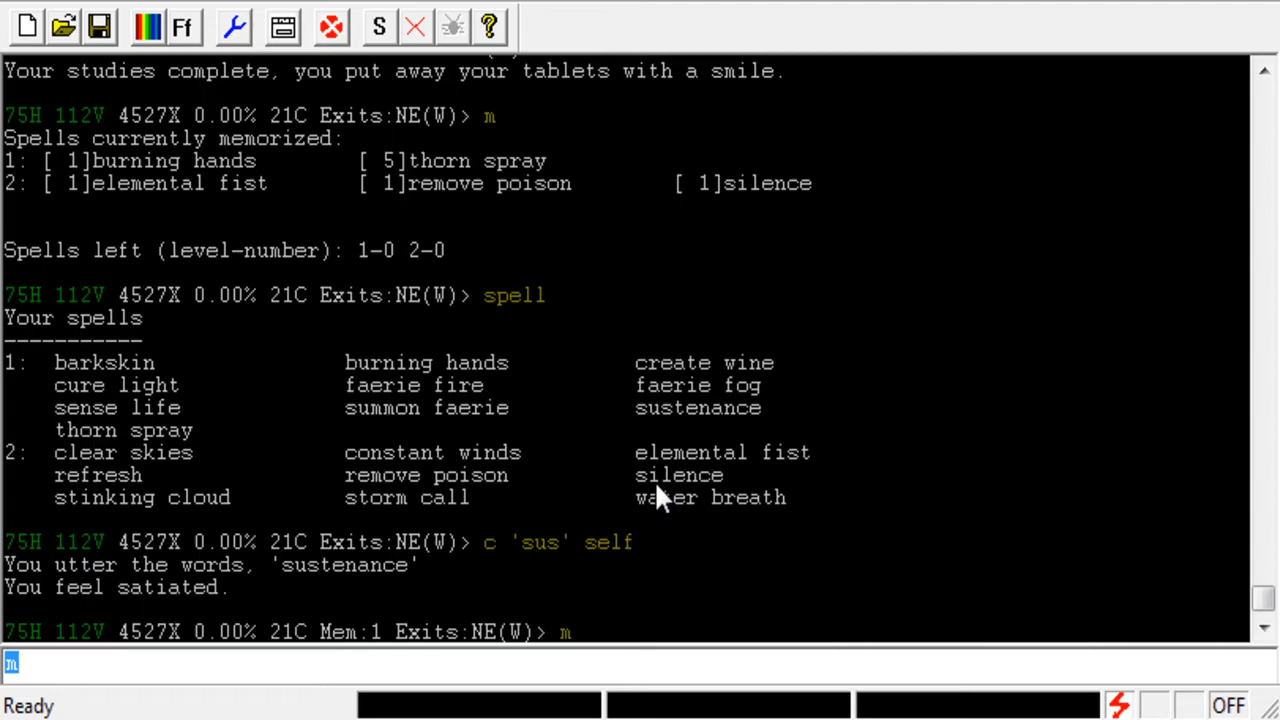 Ff S ?
Your studies complete, you put away your tablets with a smile.
75H 112V 4527X 0.00% 21C Exits:NE(W)> m
Spells currently memorized:
1: [ 1]burning hands [ 5]thorn spray
2: [ 1]elemental fist [ 1]remove poison [ 1]silence
Spells left (level-number): 1-0 2-0
75H 112V 4527X 0.00% 21C Exits:NE(W)> spell
Your spells
-----------
1: barkskin burning hands create wine
cure light faerie fire faerie fog
sense life summon faerie sustenance
thorn spray
2: clear skies constant winds elemental fist
refresh remove poison silence
stinking cloud storm call water breath
75H 112V 4527X 0.00% 21C Exits:NE(W)> c 'sus' self
You utter the words, 'sustenance'
You feel satiated.
75H 112V 4527X 0.00% 21C Mem:1 Exits:NE(W)> m
m
Ready OFF